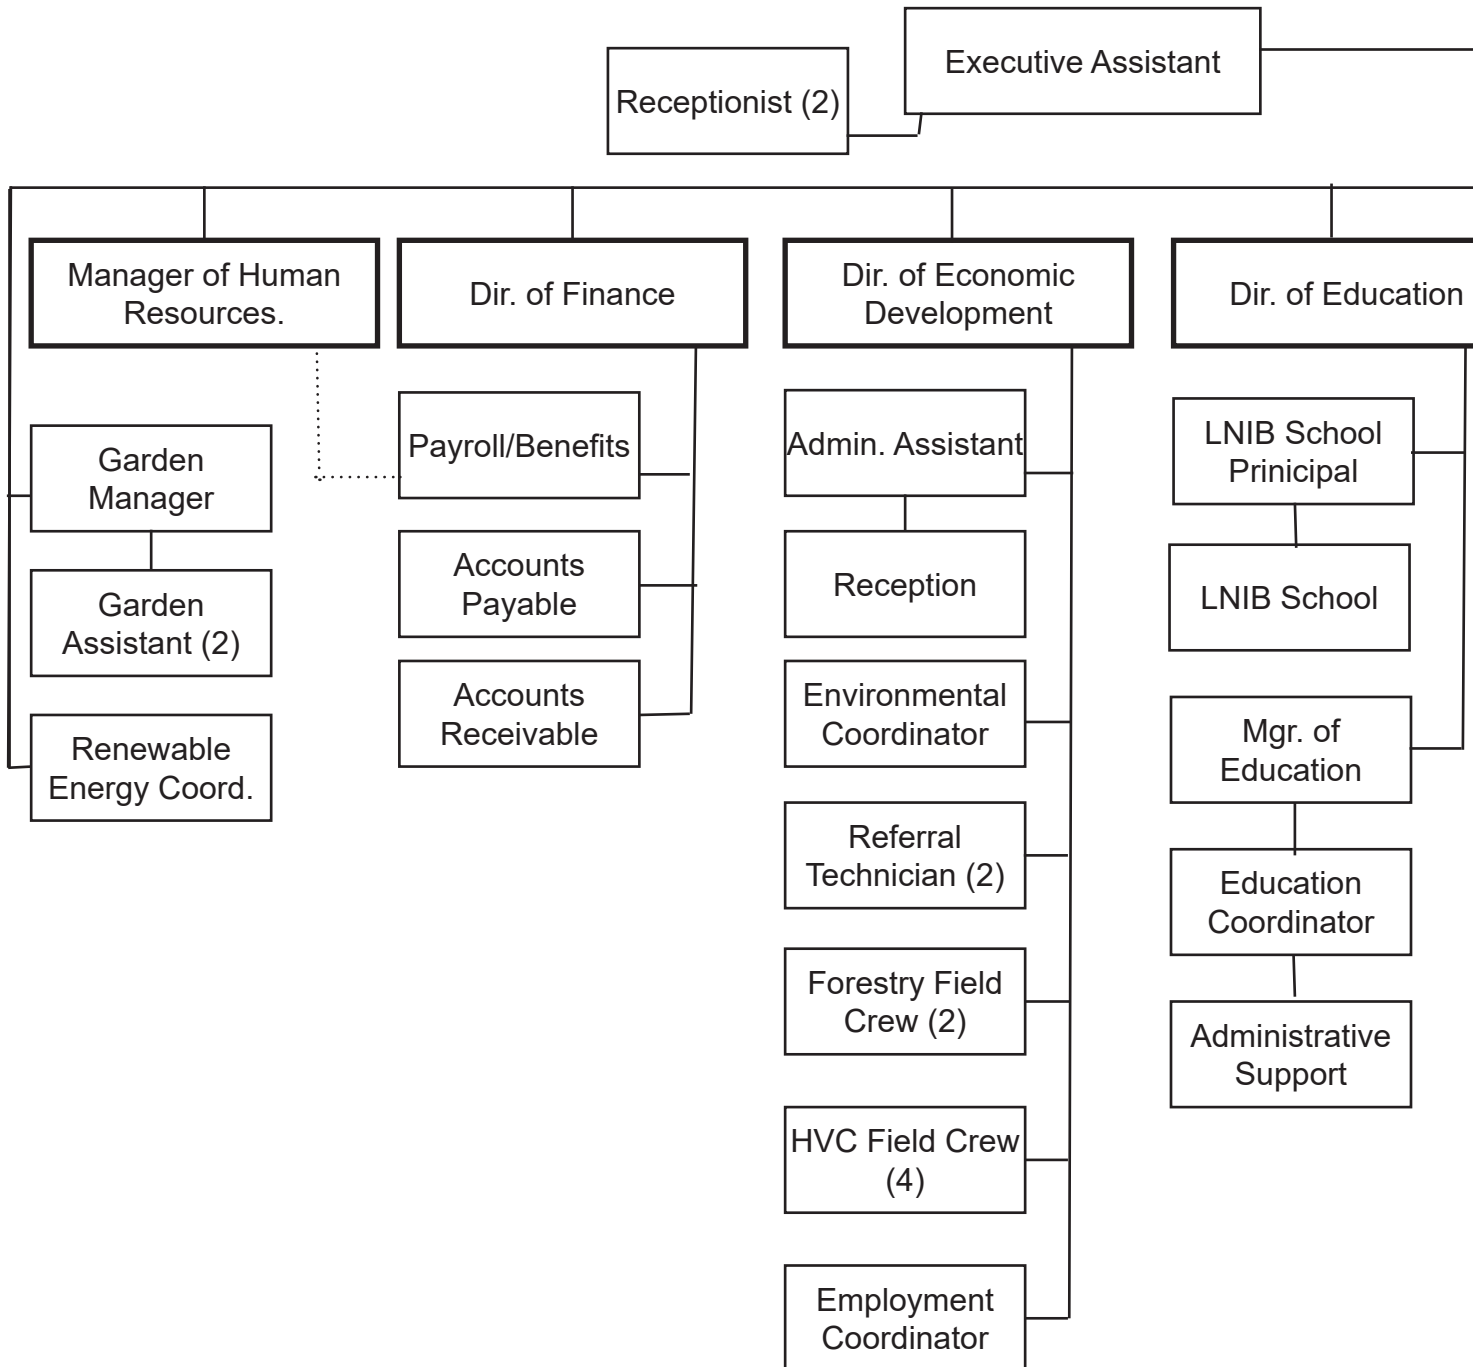 Executive Assistant
Receptionist (2)
Manager of Human
Resources.
Dir. of Finance
Dir. of Economic
Development
Dir. of Education
Garden
Manager
Garden
Assistant (2)
Renewable
Energy Coord.
Payroll/Benefits
Accounts
Payable
Accounts
Receivable
Admin. Assistant
Reception
Environmental
Coordinator
Referral
Technician (2)
Forestry Field
Crew (2)
HVC Field Crew
(4)
Employment
Coordinator
LNIB School
Prinicipal
LNIB School
Mgr. of
Education
Education
Coordinator
Administrative
Support